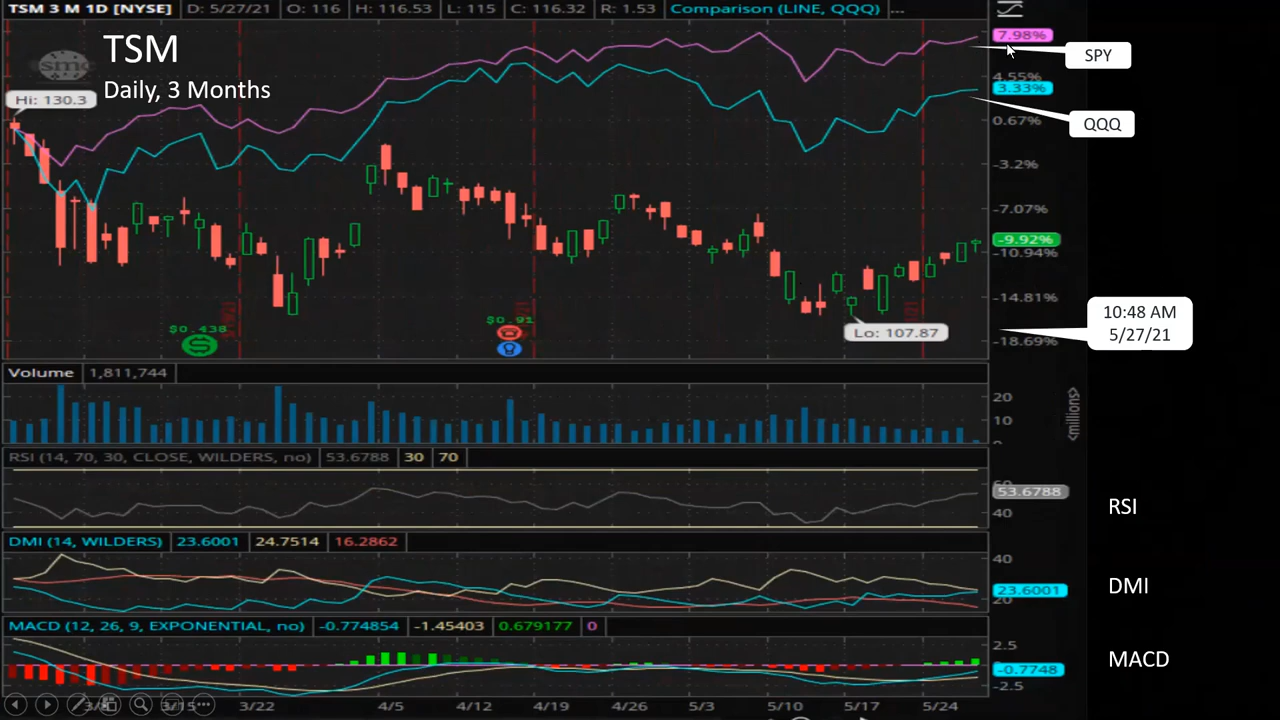 TSM 3 M 1D [NYSE] D: 5/27/21 O: 116 H: 116.53 L: 115 C: 116.32 R: 1.53 Comparison (LINE, QQQ) ...
TSM
Daily, 3 Months
smc
Hi: 130.3
7.98%
SPY
4.55%
3.33%
QQQ
0.67%
-3.2%
-7.07%
-9.92%
-10.94%
-14.81%
-18.69%
10:48 AM
5/27/21
$0.438
$0.91
Lo: 107.87
Volume 1,811,744
20
10
0
<millions>
RSI (14, 70, 30, CLOSE, WILDERS, no) 53.6788 30 70
53.6788
40
RSI
DMI (14, WILDERS) 23.6001 24.7514 16.2862
40
23.6001
20
DMI
MACD (12, 26, 9, EXPONENTIAL, no) -0.774854 -1.45403 0.679177 0
2.5
-0.7748
-2.5
MACD
3/15 3/22 4/5 4/12 4/19 4/26 5/3 5/10 5/17 5/24